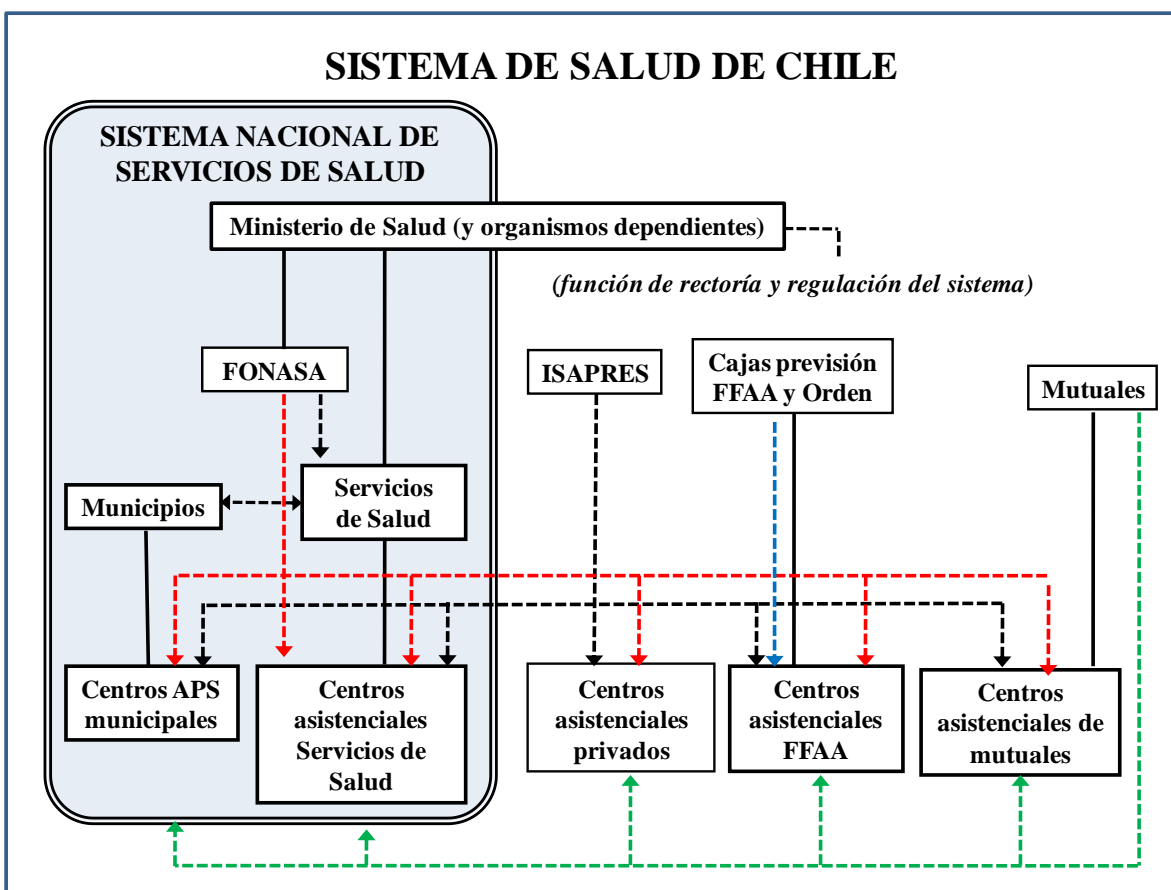 SISTEMA DE SALUD DE CHILE
SISTEMA NACIONAL DE
SERVICIOS DE SALUD
Ministerio de Salud (y organismos dependientes)
(función de rectoría y regulación del sistema)
FONASA
ISAPRES
Cajas previsión
FFAA y Orden
Mutuales
Municipios
Servicios
de Salud
Centros APS
municipales
Centros
asistenciales
Servicios de
Salud
Centros
asistenciales
privados
Centros
asistenciales
FFAA
Centros
asistenciales de
mutuales